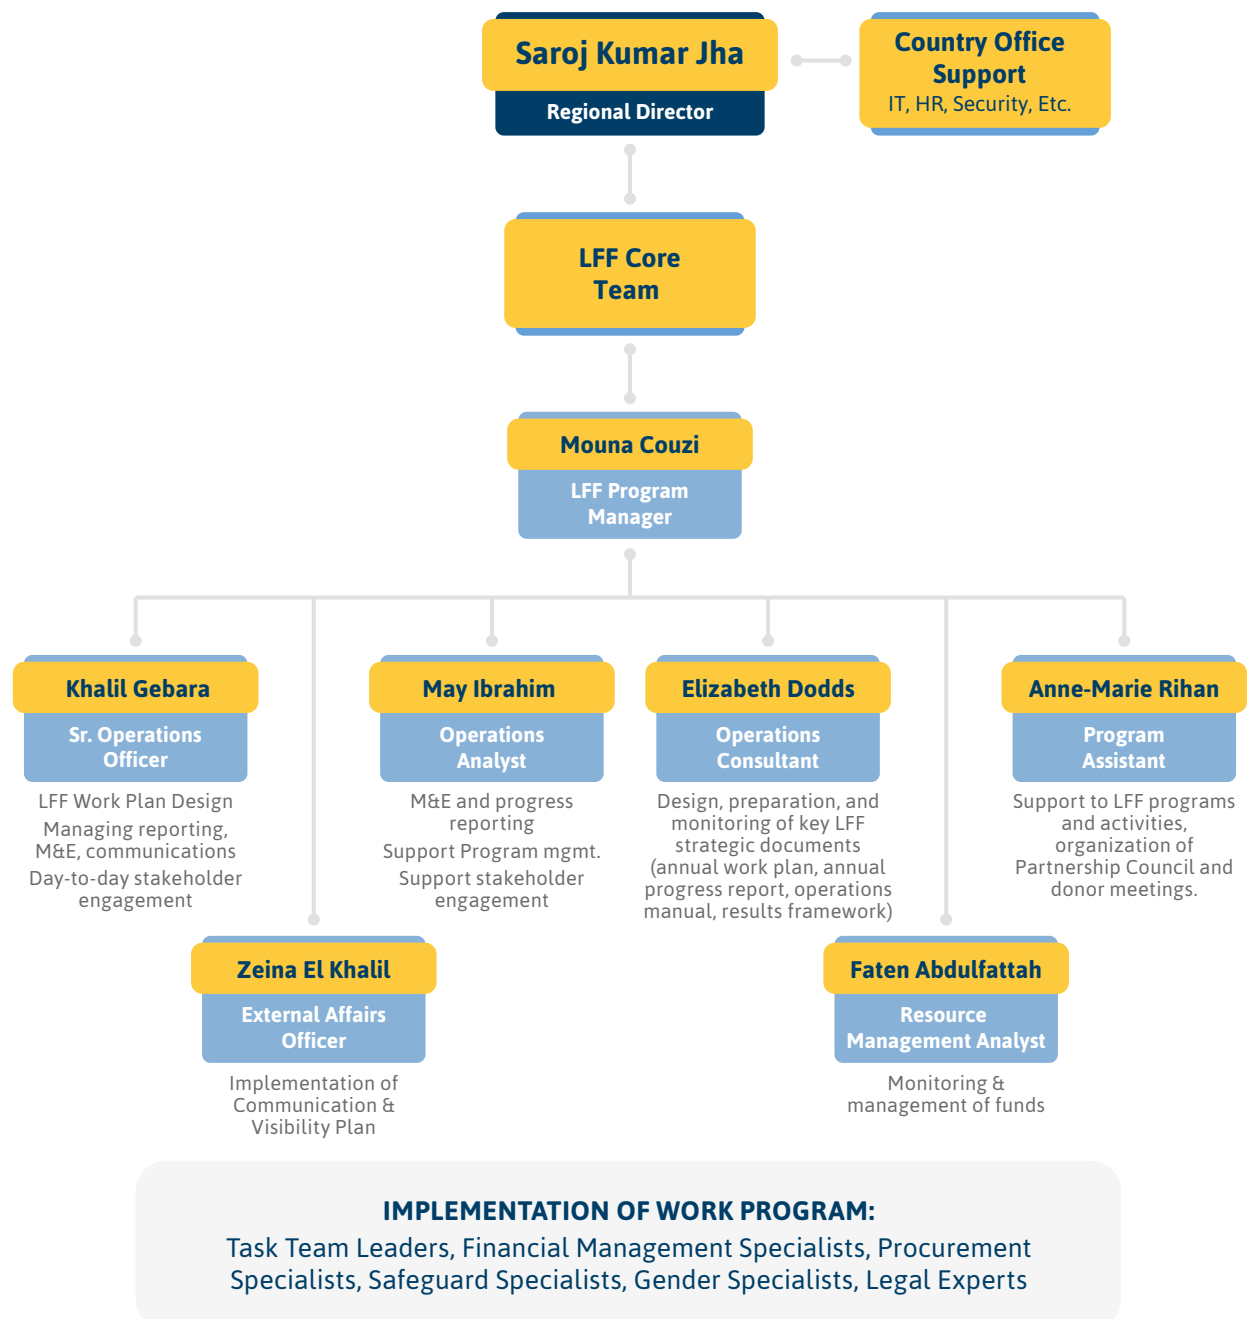 Saroj Kumar Jha
Regional Director
Country Office
Support
IT, HR, Security, Etc.
LFF Core
Team
Mouna Couzi
LFF Program
Manager
Khalil Gebara
Sr. Operations
Officer
LFF Work Plan Design
Managing reporting,
M&E, communications
Day-to-day stakeholder
engagement
May Ibrahim
Operations
Analyst
M&E and progress
reporting
Support Program mgmt.
Support stakeholder
engagement
Elizabeth Dodds
Operations
Consultant
Design, preparation, and
monitoring of key LFF
strategic documents
(annual work plan, annual
progress report, operations
manual, results framework)
Anne-Marie Rihan
Program
Assistant
Support to LFF programs
and activities,
organization of
Partnership Council and
donor meetings.
Zeina El Khalil
External Affairs
Officer
Implementation of
Communication &
Visibility Plan
Faten Abdulfattah
Resource
Management Analyst
Monitoring &
management of funds
IMPLEMENTATION OF WORK PROGRAM:
Task Team Leaders, Financial Management Specialists, Procurement
Specialists, Safeguard Specialists, Gender Specialists, Legal Experts